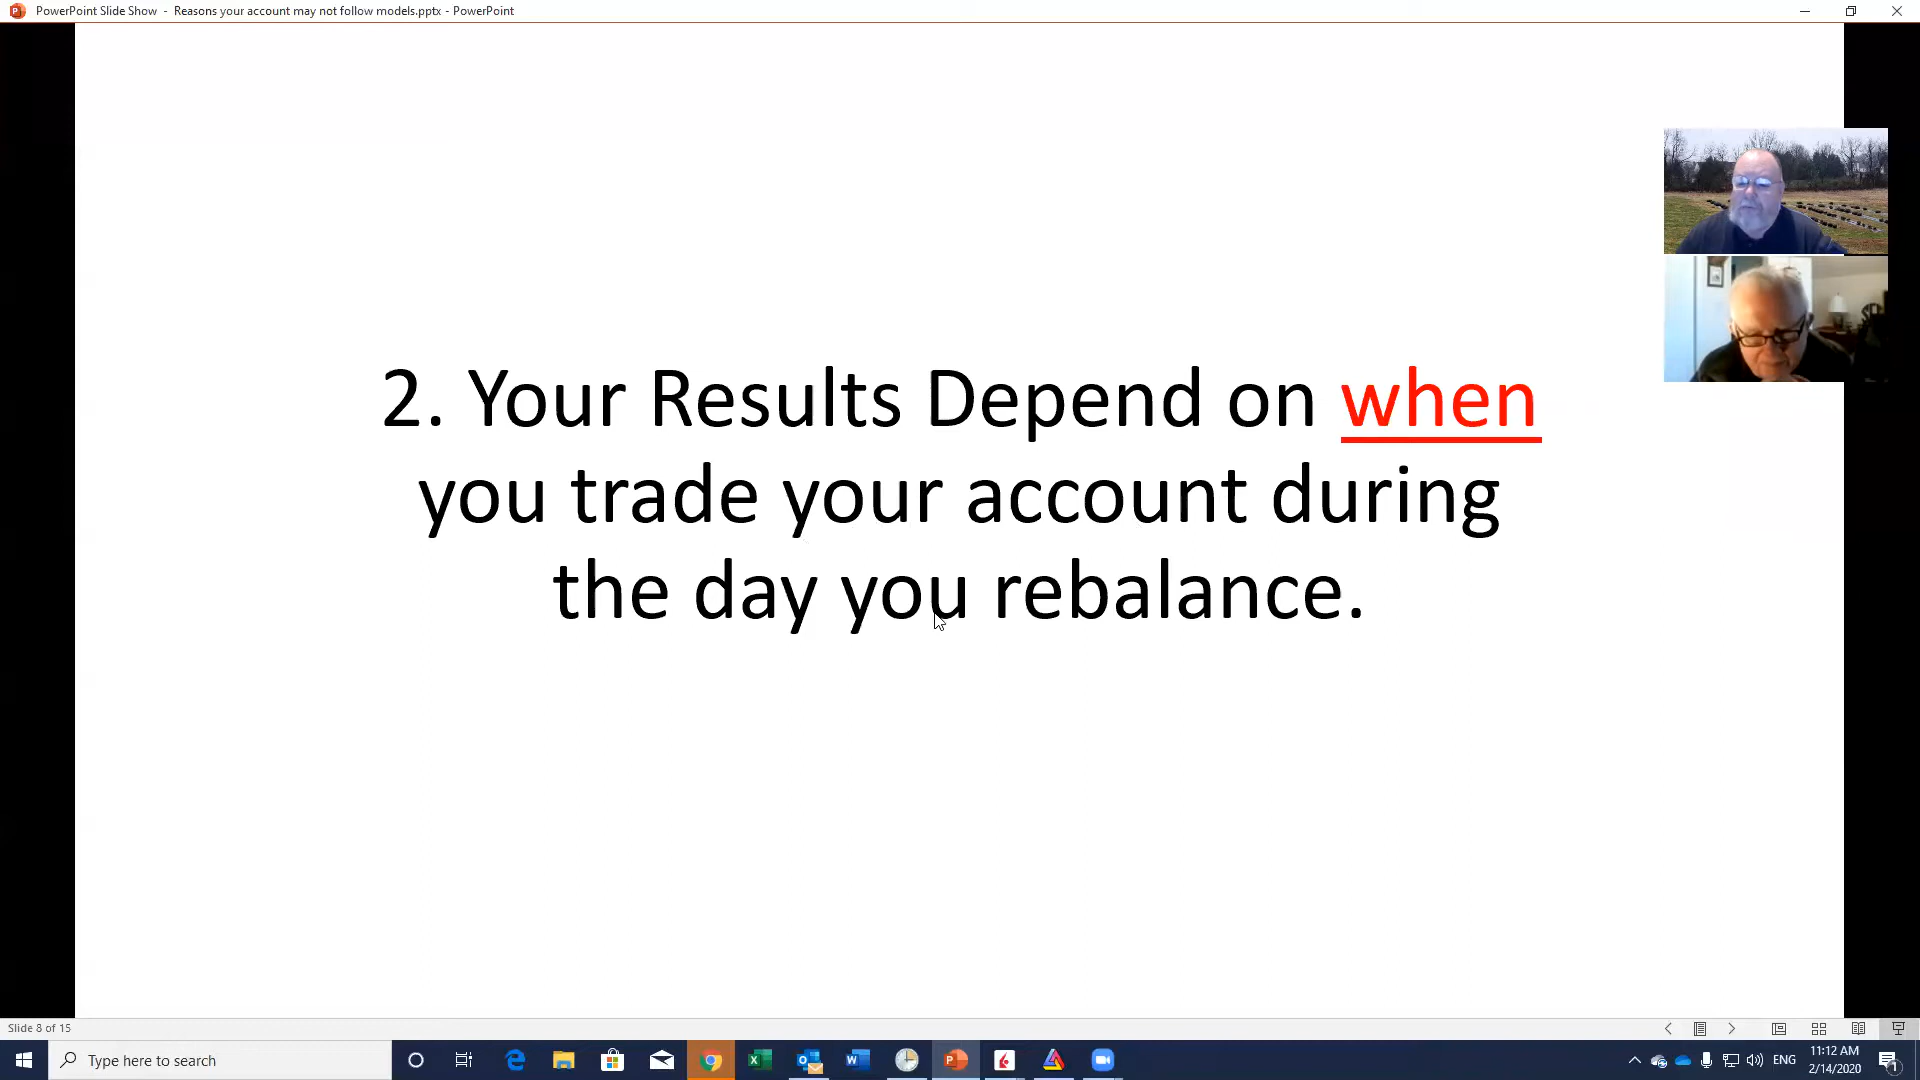 PowerPoint Slide Show - Reasons your account may not follow models.pptx - PowerPoint
2. Your Results Depend on when
you trade your account during
the day you rebalance.
Slide 8 of 15
Type here to search
ENG
11:12 AM
2/14/2020
1